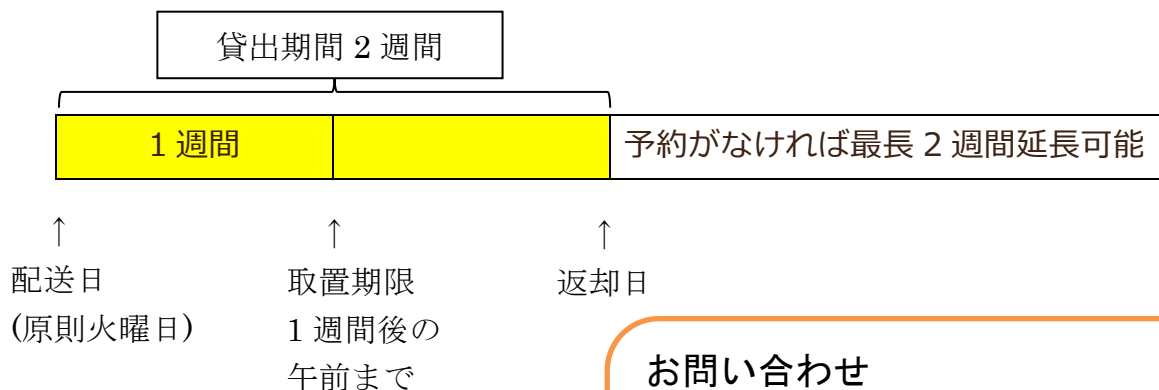 貸出期間 2 週間
1 週間
予約がなければ最長 2 週間延長可能
↑ ↑ ↑
配送日 取置期限 返却日
(原則火曜日) 1 週間後の
午前まで
お問い合わせ